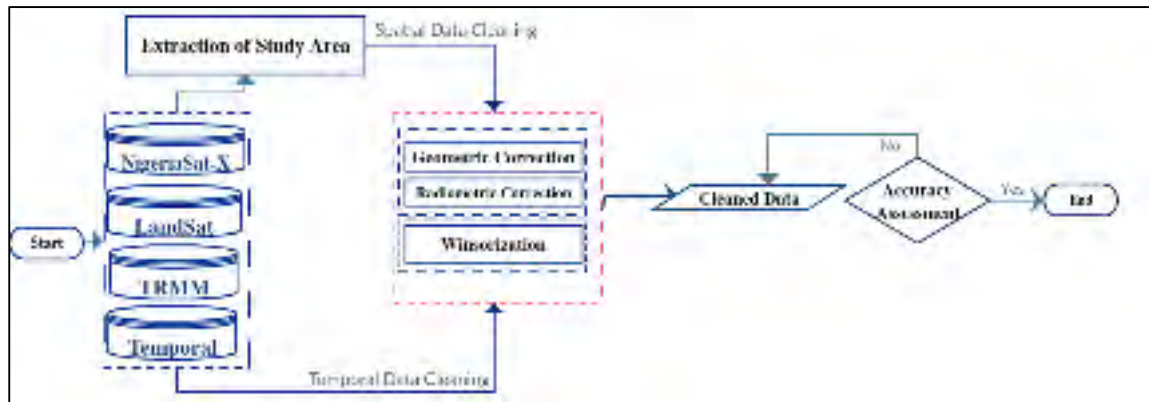 Spatial Data Cleaning
Extraction of Study Area
NigeriaSat-X
LandSat
TRMM
Temporal
Start
Geometric Correction
Radiometric Correction
Winsorization
Temporal Data Cleaning
Cleaned Data
No
Accuracy
Assessment
Yes
End